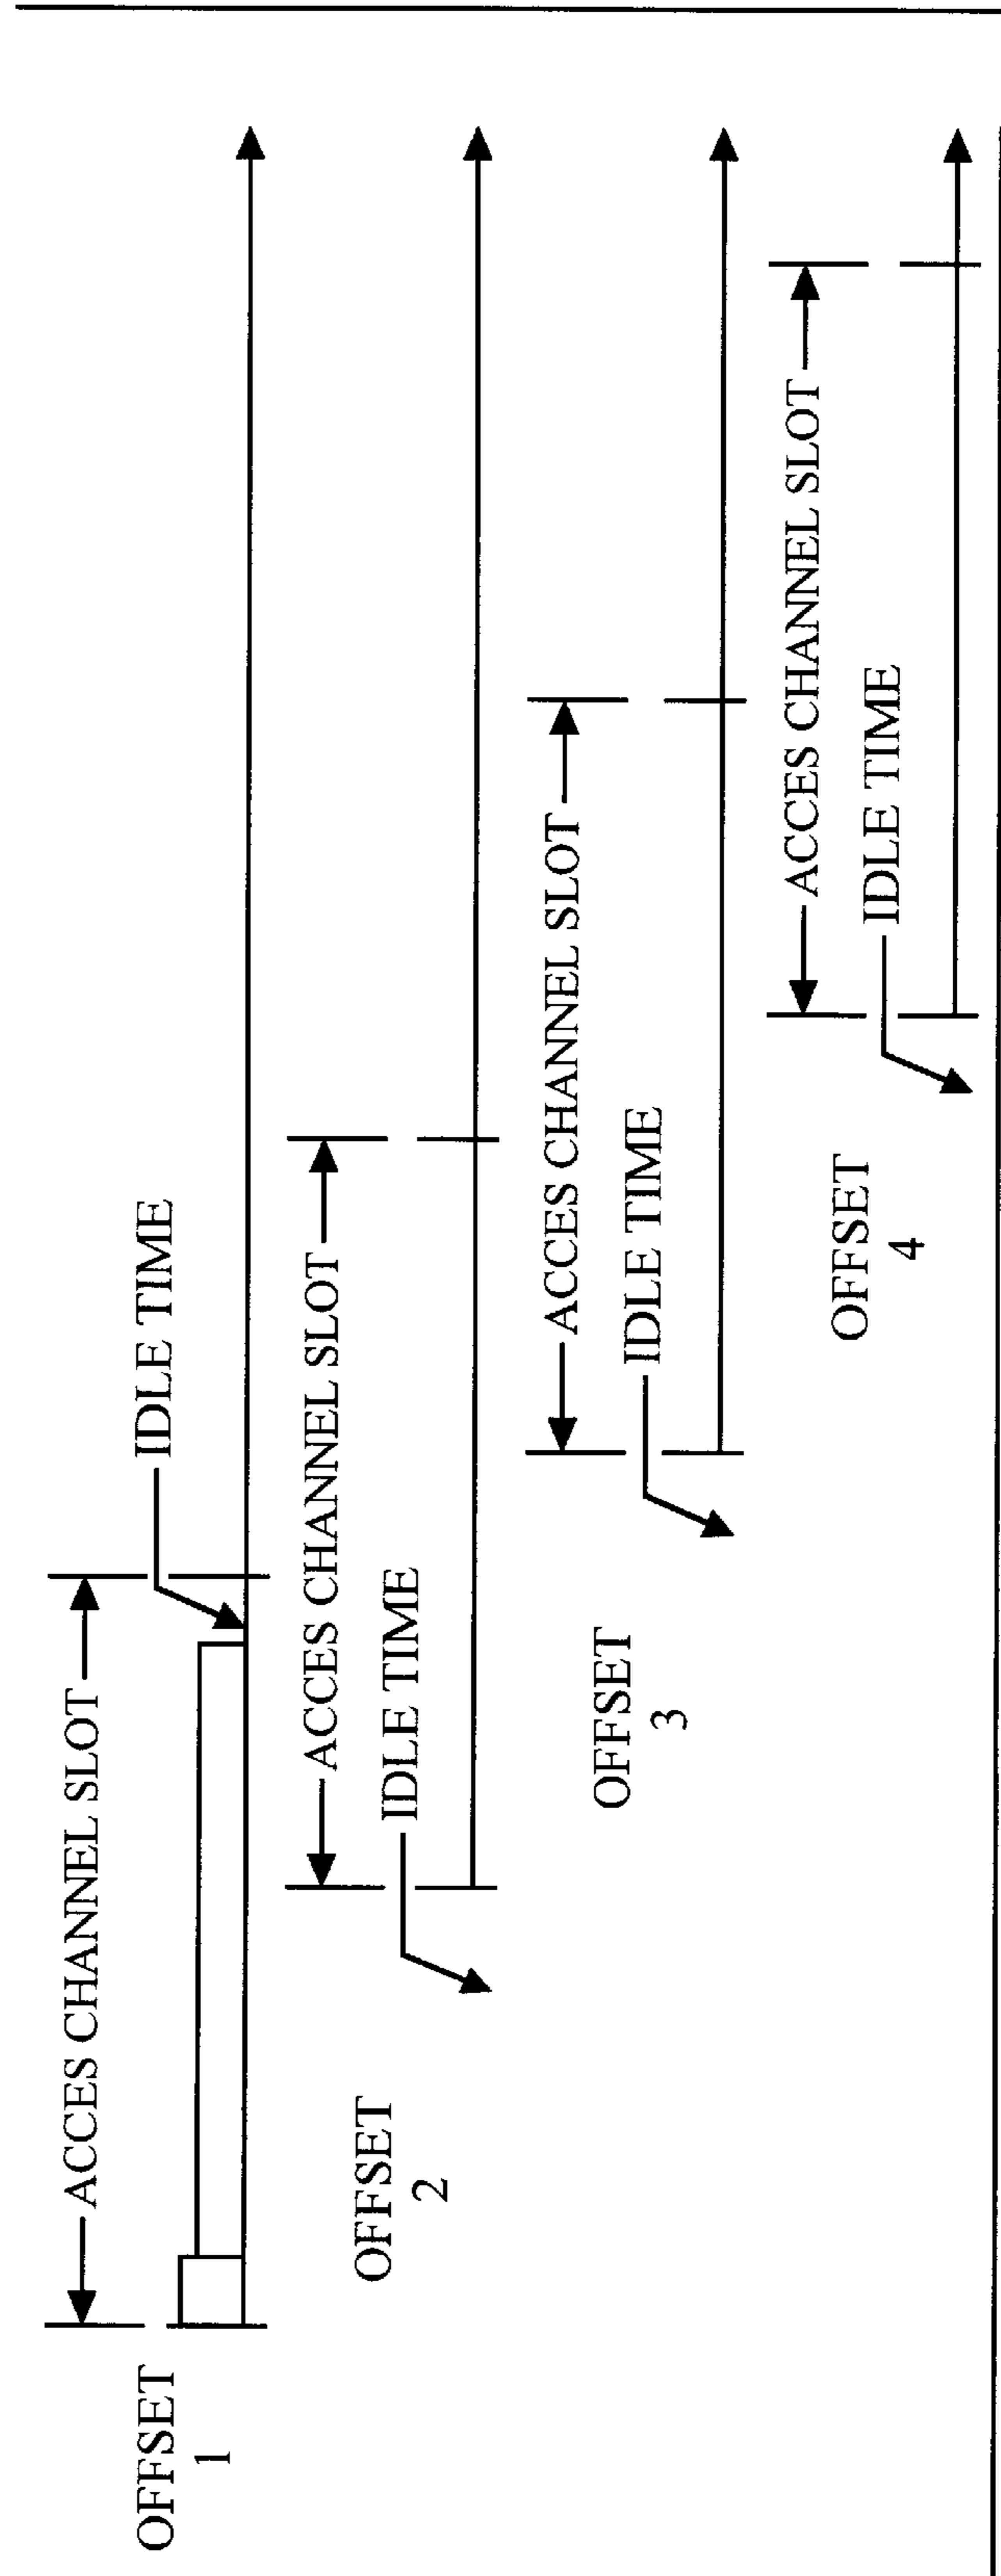 OFFSET
1
ACCES CHANNEL SLOT
IDLE TIME
OFFSET
2
ACCES CHANNEL SLOT
IDLE TIME
OFFSET
3
ACCES CHANNEL SLOT
IDLE TIME
OFFSET
4
ACCES CHANNEL SLOT
IDLE TIME